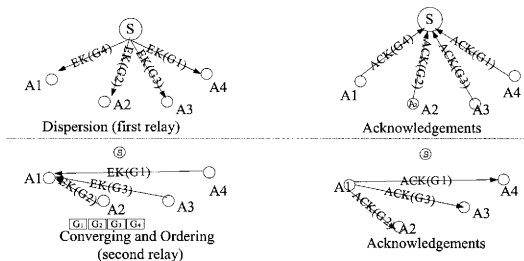 S
EK(G4)
EK(G2)
EK(G3)
EK(G1)
A1
A2
A3
A4
Dispersion (first relay)
S
ACK(G4)
ACK(G2)
ACK(G3)
ACK(G1)
A1
A2
A3
A4
Acknowledgements
S
A1
EK(G1)
EK(G3)
EK(G2)
A2
A3
A4
G1 G2 G3 G4
Converging and Ordering
(second relay)
S
A1
ACK(G1)
ACK(G3)
ACK(G2
A2
A3
A4
Acknowledgements